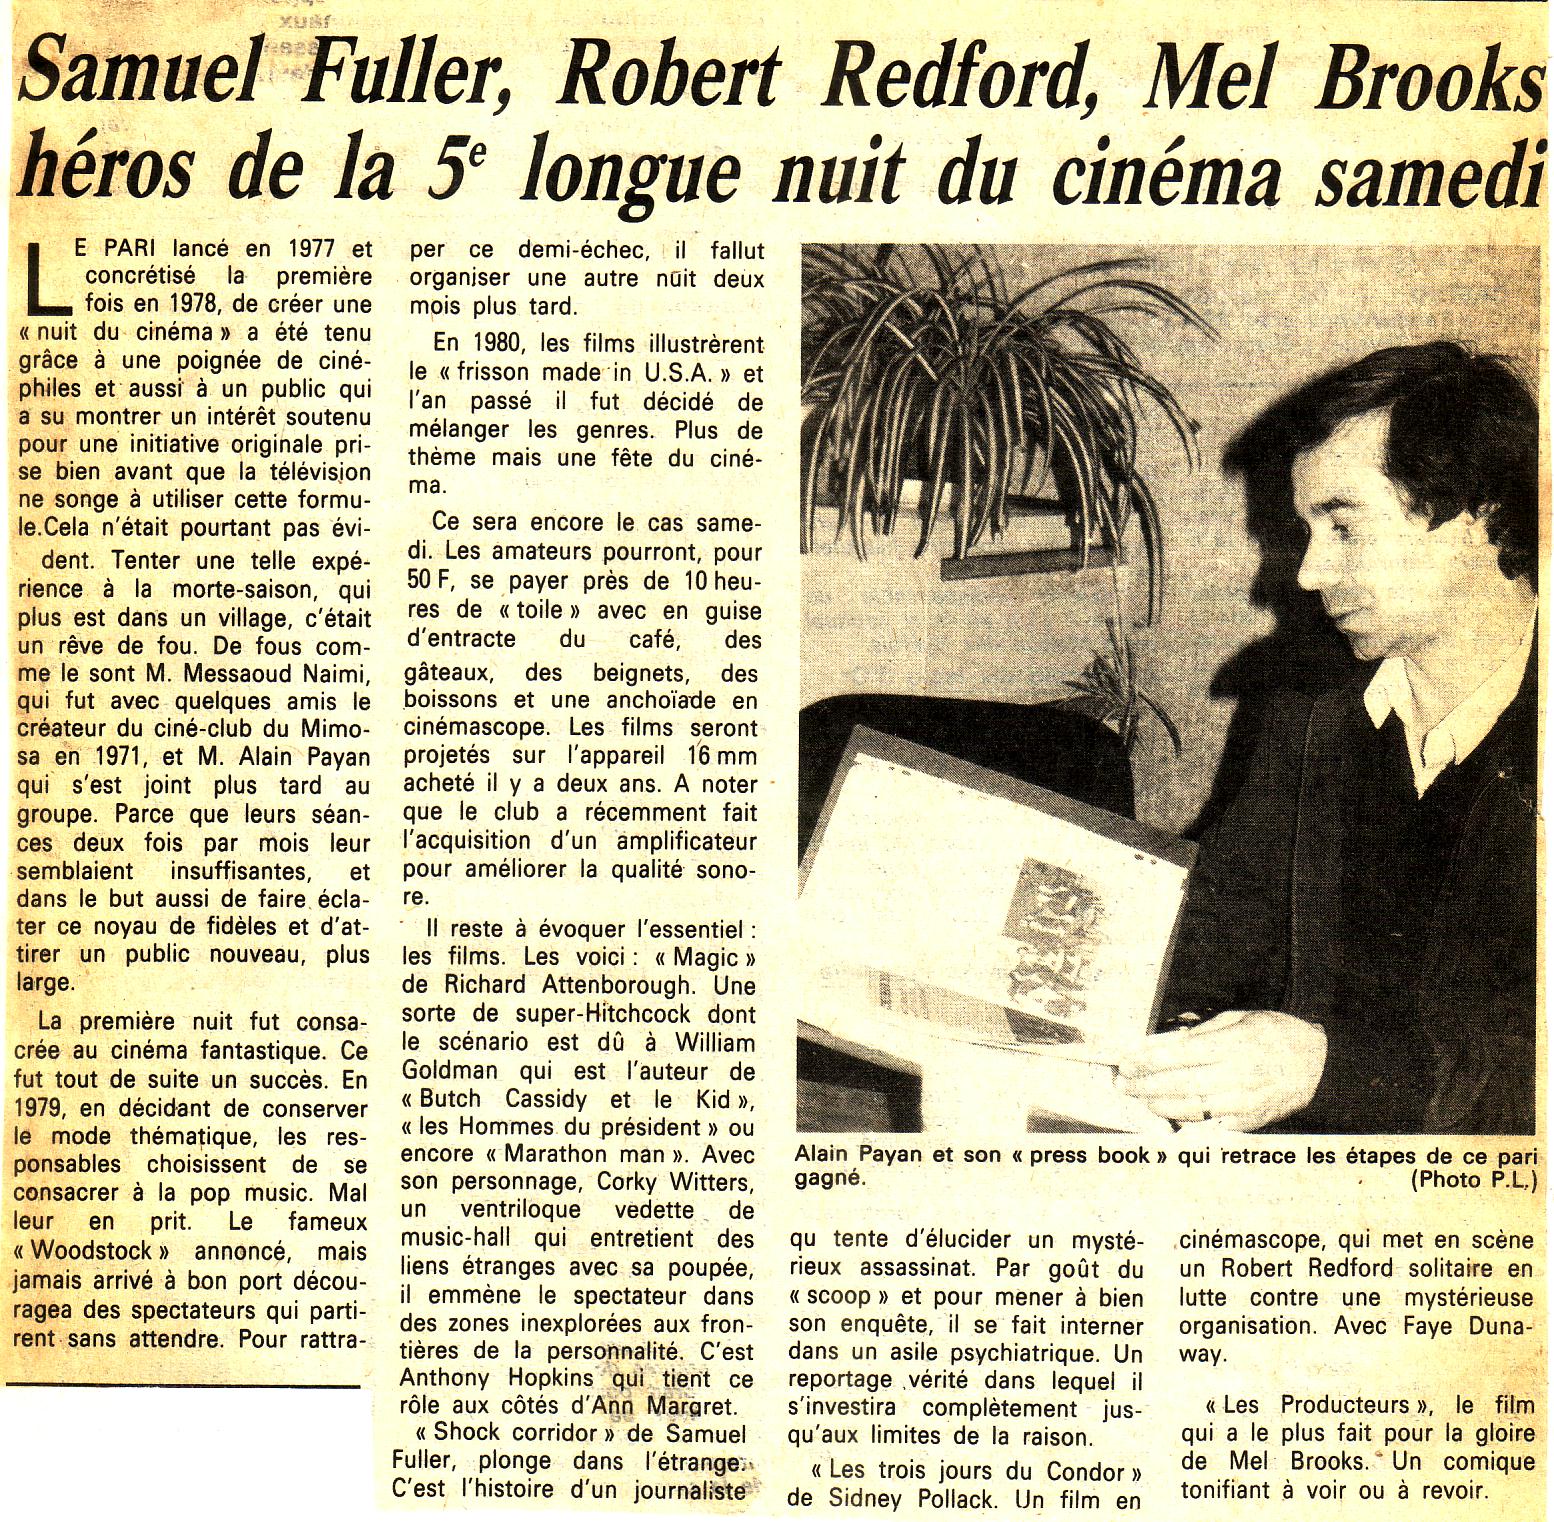 Samuel Fuller, Robert Redford, Mel Brooks
héros de la 5e longue nuit du cinéma samedi
LE PARI lancé en 1977 et
concrétisé la première
fois en 1978, de créer une
« nuit du cinéma » a été tenu
grâce à une poignée de ciné-
philes et aussi à un public qui
a su montrer un intérêt soutenu
pour une initiative originale pri-
se bien avant que la télévision
ne songe à utiliser cette formu-
le.Cela n'était pourtant pas évi-
dent. Tenter une telle expé-
rience à la morte-saison, qui
plus est dans un village, c'était
un rêve de fou. De fous com-
me le sont M. Messaoud Naimi,
qui fut avec quelques amis le
créateur du ciné-club du Mimo-
sa en 1971, et M. Alain Payan
qui s'est joint plus tard au
groupe. Parce que leurs séan-
ces deux fois par mois leur
semblaient insuffisantes, et
dans le but aussi de faire écla-
ter ce noyau de fidèles et d'at-
tirer un public nouveau, plus
large.
La première nuit fut consa-
crée au cinéma fantastique. Ce
fut tout de suite un succès. En
1979, en décidant de conserver
le mode thématique, les res-
ponsables choisissent de se
consacrer à la pop music. Mal
leur en prit. Le fameux
« Woodstock » annoncé, mais
jamais arrivé à bon port décou-
ragea des spectateurs qui parti-
rent sans attendre. Pour rattra-
per ce demi-échec, il fallut
organiser une autre nuit deux
mois plus tard.
En 1980, les films illustrèrent
le « frisson made in U.S.A. » et
l'an passé il fut décidé de
mélanger les genres. Plus de
thème mais une fête du ciné-
ma.
Ce sera encore le cas same-
di. Les amateurs pourront, pour
50 F, se payer près de 10 heu-
res de « toile » avec en guise
d'entracte du café, des
gâteaux, des beignets, des
boissons et une anchoïade en
cinémascope. Les films seront
projetés sur l'appareil 16 mm
acheté il y a deux ans. A noter
que le club a récemment fait
l'acquisition d'un amplificateur
pour améliorer la qualité sono-
re.
Il reste à évoquer l'essentiel :
les films. Les voici : « Magic »
de Richard Attenborough. Une
sorte de super-Hitchcock dont
le scénario est dû à William
Goldman qui est l'auteur de
« Butch Cassidy et le Kid »,
« les Hommes du président » ou
encore « Marathon man ». Avec
son personnage, Corky Witters,
un ventriloque vedette de
music-hall qui entretient des
liens étranges avec sa poupée,
il emmène le spectateur dans
des zones inexplorées aux fron-
tières de la personnalité. C'est
Anthony Hopkins qui tient ce
rôle aux côtés d'Ann Margret.
« Shock corridor » de Samuel
Fuller, plonge dans l'étrange.
C'est l'histoire d'un journaliste
Alain Payan et son « press book » qui retrace les étapes de ce pari
gagné. (Photo P.L.)
qu tente d'élucider un mysté-
rieux assassinat. Par goût du
« scoop » et pour mener à bien
son enquête, il se fait interner
dans un asile psychiatrique. Un
reportage vérité dans lequel il
s'investira complètement jus-
qu'aux limites de la raison.
« Les trois jours du Condor »
de Sidney Pollack. Un film en
cinémascope, qui met en scène
un Robert Redford solitaire en
lutte contre une mystérieuse
organisation. Avec Faye Duna-
way.
« Les Producteurs », le film
qui a le plus fait pour la gloire
de Mel Brooks. Un comique
tonifiant à voir ou à revoir.